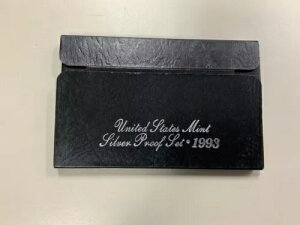 United States Mint
Silver Proof Set • 1993